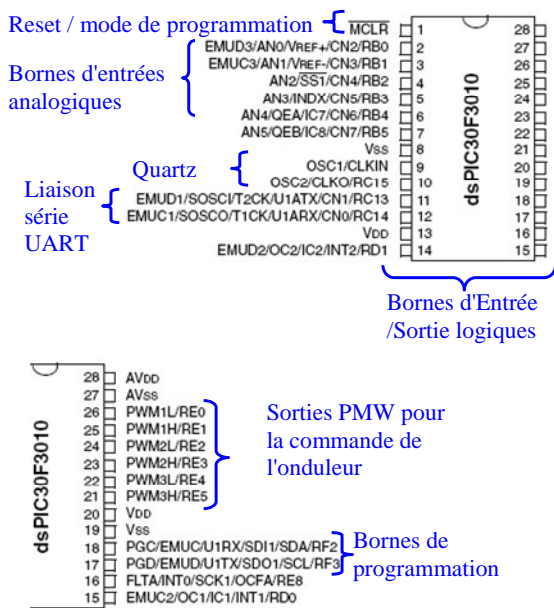 Reset / mode de programmation
MCLR 1 28
EMUD3/AN0/VREF+/CN2/RB0 2 27
EMUC3/AN1/VREF-/CN3/RB1 3 26
AN2/SS1/CN4/RB2 4 25
AN3/INDX/CN5/RB3 5 24
AN4/QEA/IC7/CN6/RB4 6 23
AN5/QEB/IC8/CN7/RB5 7 22
Vss 8 21
OSC1/CLKIN 9 20
OSC2/CLKO/RC15 10 19
EMUD1/SOSCI/T2CK/U1ATX/CN1/RC13 11 18
EMUC1/SOSCO/T1CK/U1ARX/CN0/RC14 12 17
VDD 13 16
EMUD2/OC2/IC2/INT2/RD1 14 15
dsPIC30F3010
Bornes d'entrées
analogiques
Quartz
Liaison
série
UART
Bornes d'Entrée
/Sortie logiques
dsPIC30F3010
28 AVDD
27 AVss
26 PWM1L/RE0
25 PWM1H/RE1
24 PWM2L/RE2
23 PWM2H/RE3
22 PWM3L/RE4
21 PWM3H/RE5
20 VDD
19 Vss
18 PGC/EMUC/U1RX/SDI1/SDA/RF2
17 PGD/EMUD/U1TX/SDO1/SCL/RF3
16 FLTA/INT0/SCK1/OCFA/RE8
15 EMUC2/OC1/IC1/INT1/RD0
Sorties PMW pour
la commande de
l'onduleur
Bornes de
programmation